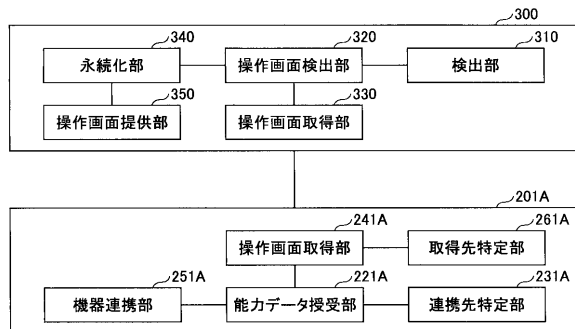 300
340
320
310
永続化部
操作画面検出部
検出部
350
330
操作画面提供部
操作画面取得部
201A
241A
261A
操作画面取得部
取得先特定部
251A
221A
231A
機器連携部
能力データ授受部
連携先特定部